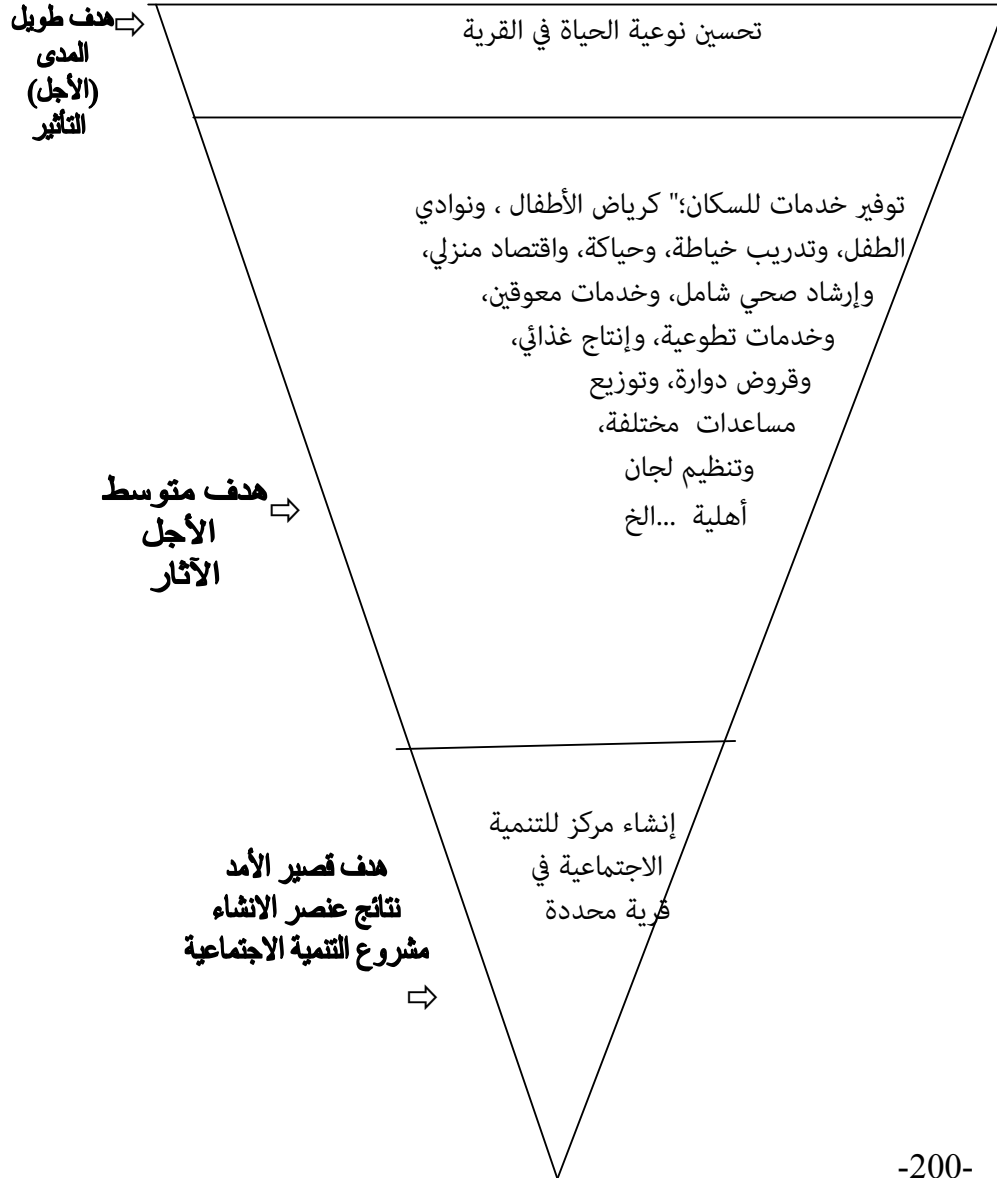 هدف طويل
المدى
(الأجل)
التأثير
تحسين نوعية الحياة في القرية
توفير خدمات للسكان؛" كرياض الأطفال ، ونوادي
الطفل، وتدريب خياطة، وحياكة، واقتصاد منزلي،
وإرشاد صحي شامل، وخدمات معوقين،
وخدمات تطوعية، وإنتاج غذائي،
وقروض دوارة، وتوزيع
مساعدات مختلفة،
وتنظيم لجان
أهلية ...الخ
هدف متوسط
الأجل
الآثار
إنشاء مركز للتنمية
الاجتماعية في
قرية محددة
هدف قصير الأمد
نتائج عنصر الانشاء
مشروع التنمية الاجتماعية
-200-